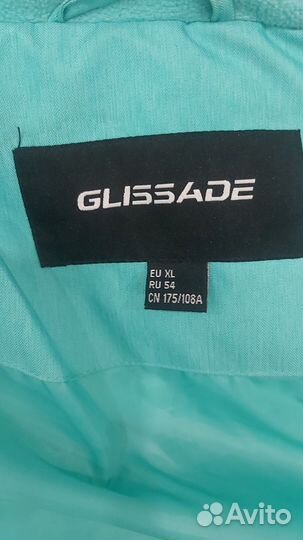 GLISSADE
EU XL
RU 54
CN 175/108A
Avito